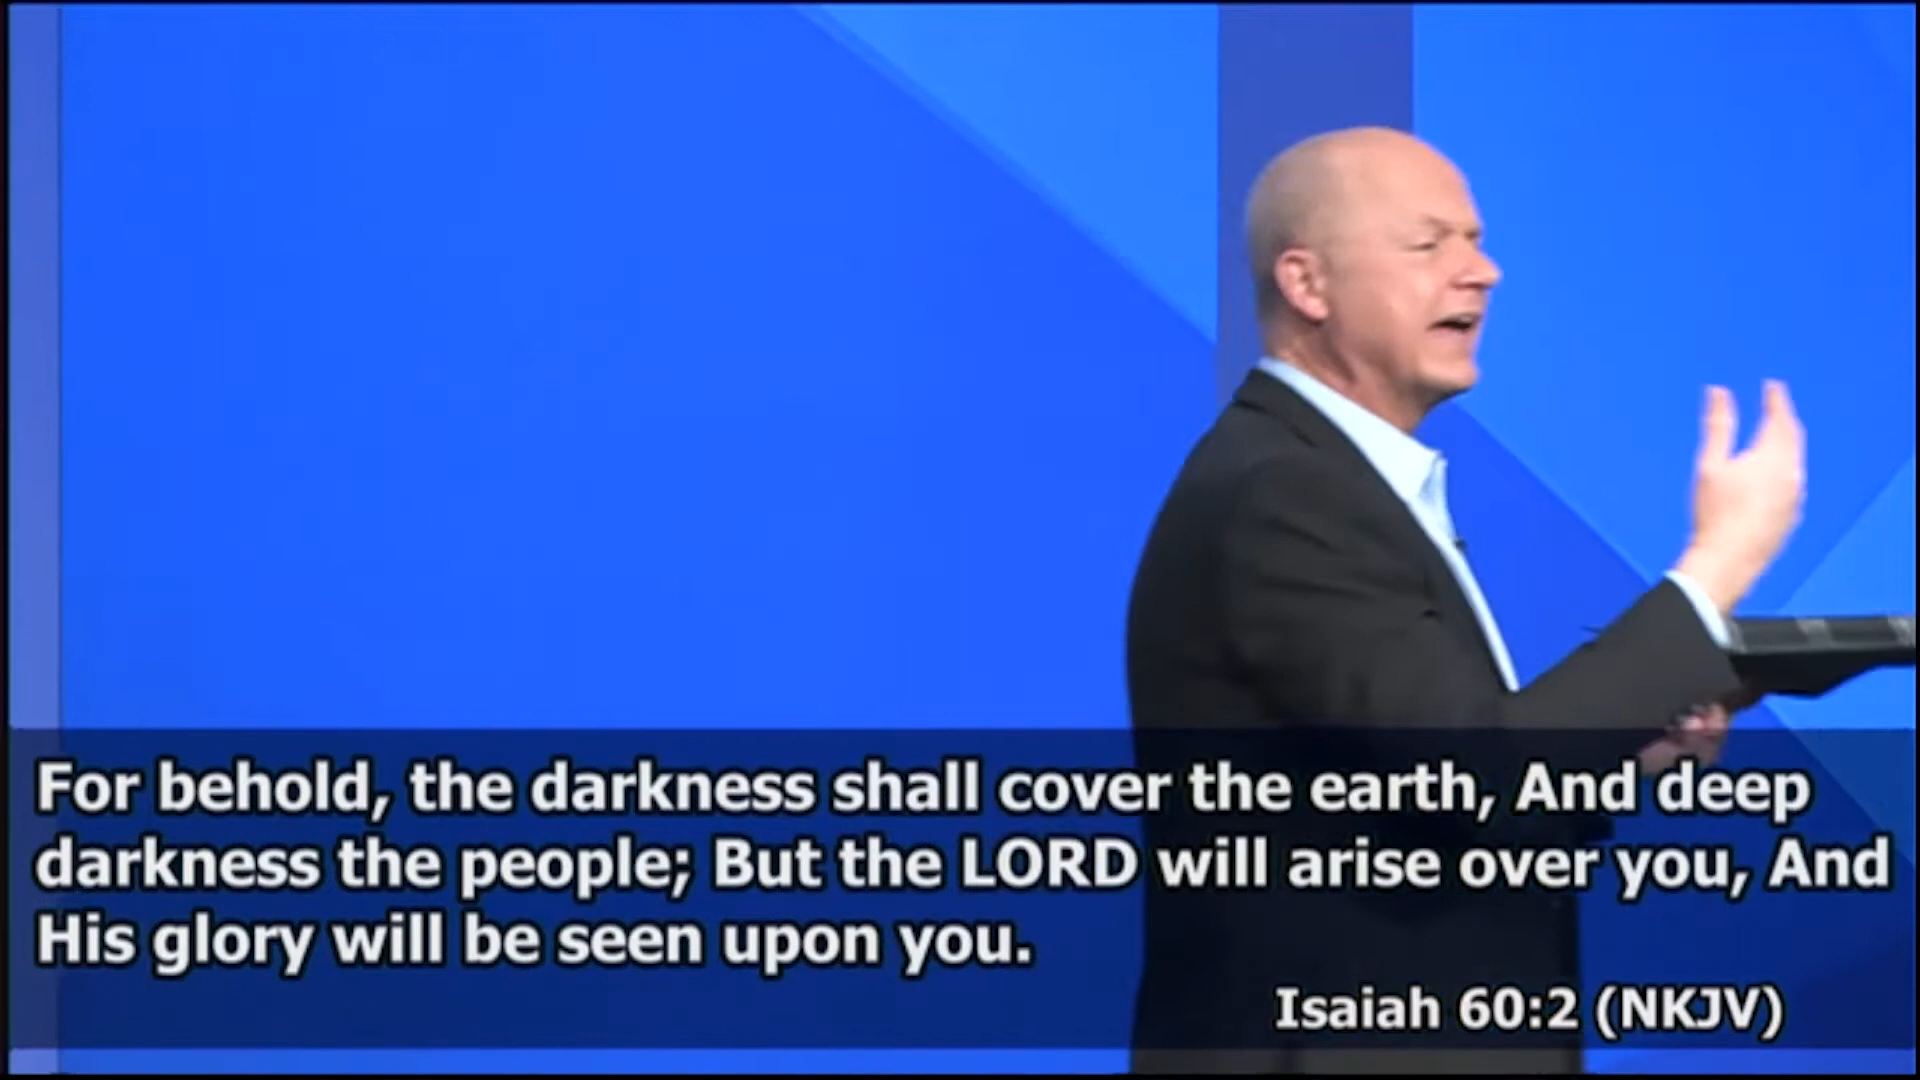 For behold, the darkness shall cover the earth, And deep
darkness the people; But the LORD will arise over you, And
His glory will be seen upon you.
Isaiah 60:2 (NKJV)